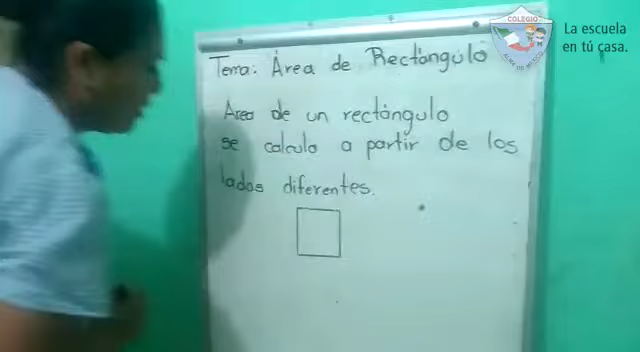 Tema: Área de Rectángulo
Area de un rectángulo
se calcula a partir de los
lados diferentes.
COLEGIO
La escuela
en tú casa.